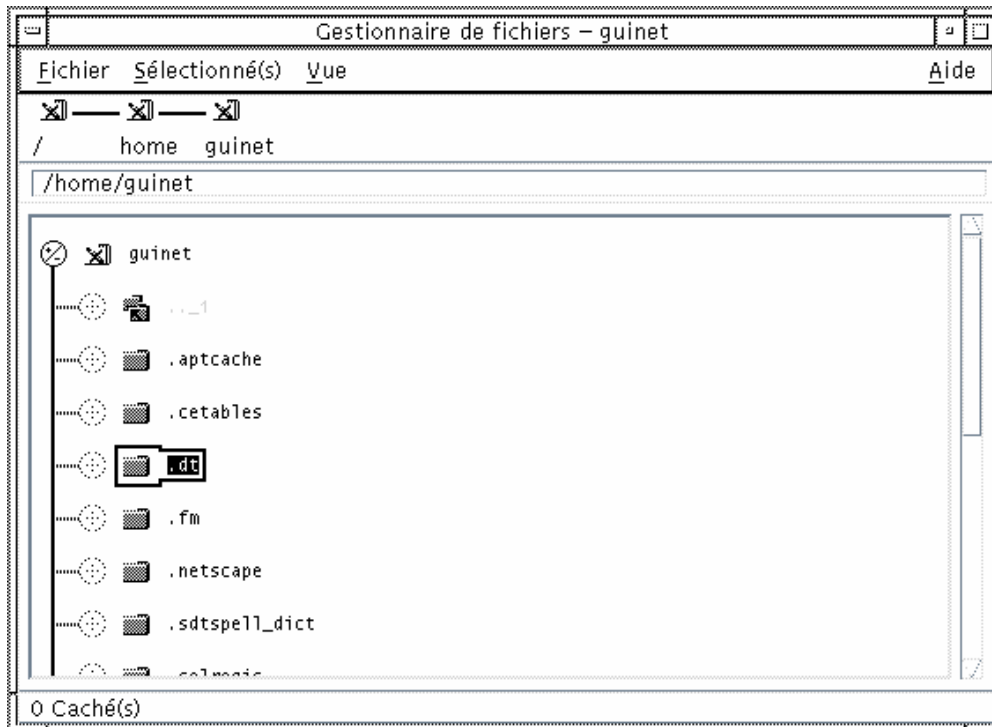 Gestionnaire de fichiers – guinet
Fichier Sélectionné(s) Vue Aide
/ home guinet
/home/guinet
guinet
.._1
.aptcache
.cetables
.dt
.fm
.netscape
.sdtspell_dict
0 Caché(s)